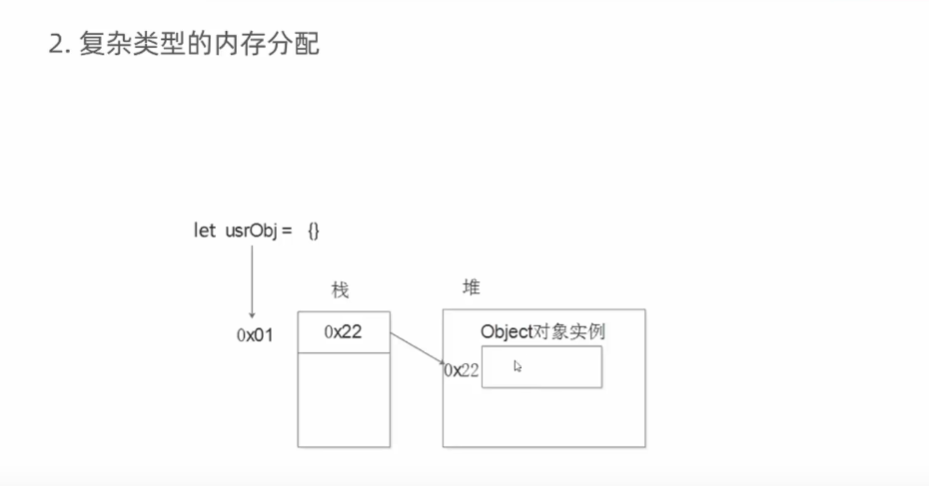 2. 复杂类型的内存分配
let usrObj = {}
栈
堆
0x01
0x22
Object对象实例
0x22